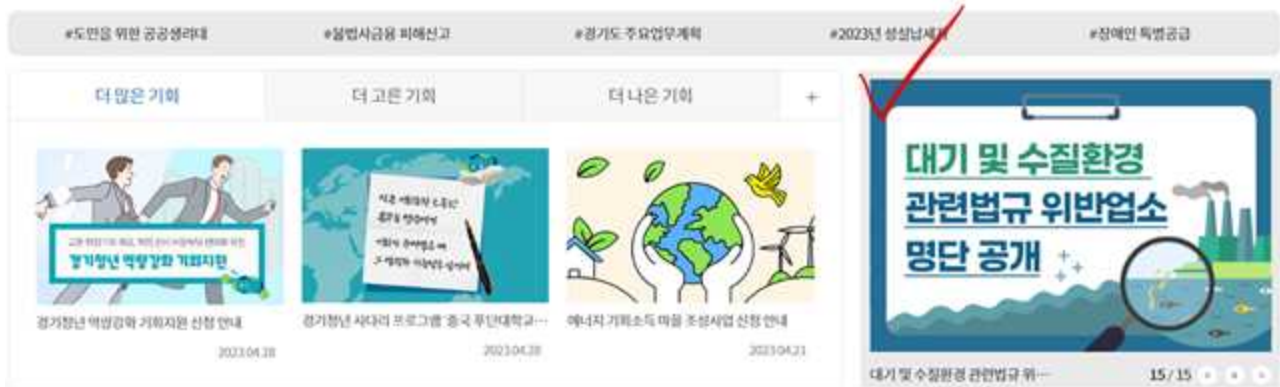 #도민을 위한 공공생리대
#불법사금융 피해신고
#경기도 주요업무계획
#2023년 성실납세자
#장애인 특별공급
더 많은 기회
더 고른 기회
더 나은 기회
+
경기청년 역량강화 기회지원
경기청년 역량강화 기회지원 신청 안내
2023.04.28
경기청년 사다리 프로그램 '중국 푸단대학교…
2023.04.28
에너지 기회소득 마을 조성사업 신청 안내
2023.04.21
대기 및 수질환경
관련법규 위반업소
명단 공개
대기 및 수질환경 관련법규 위…
15 / 15